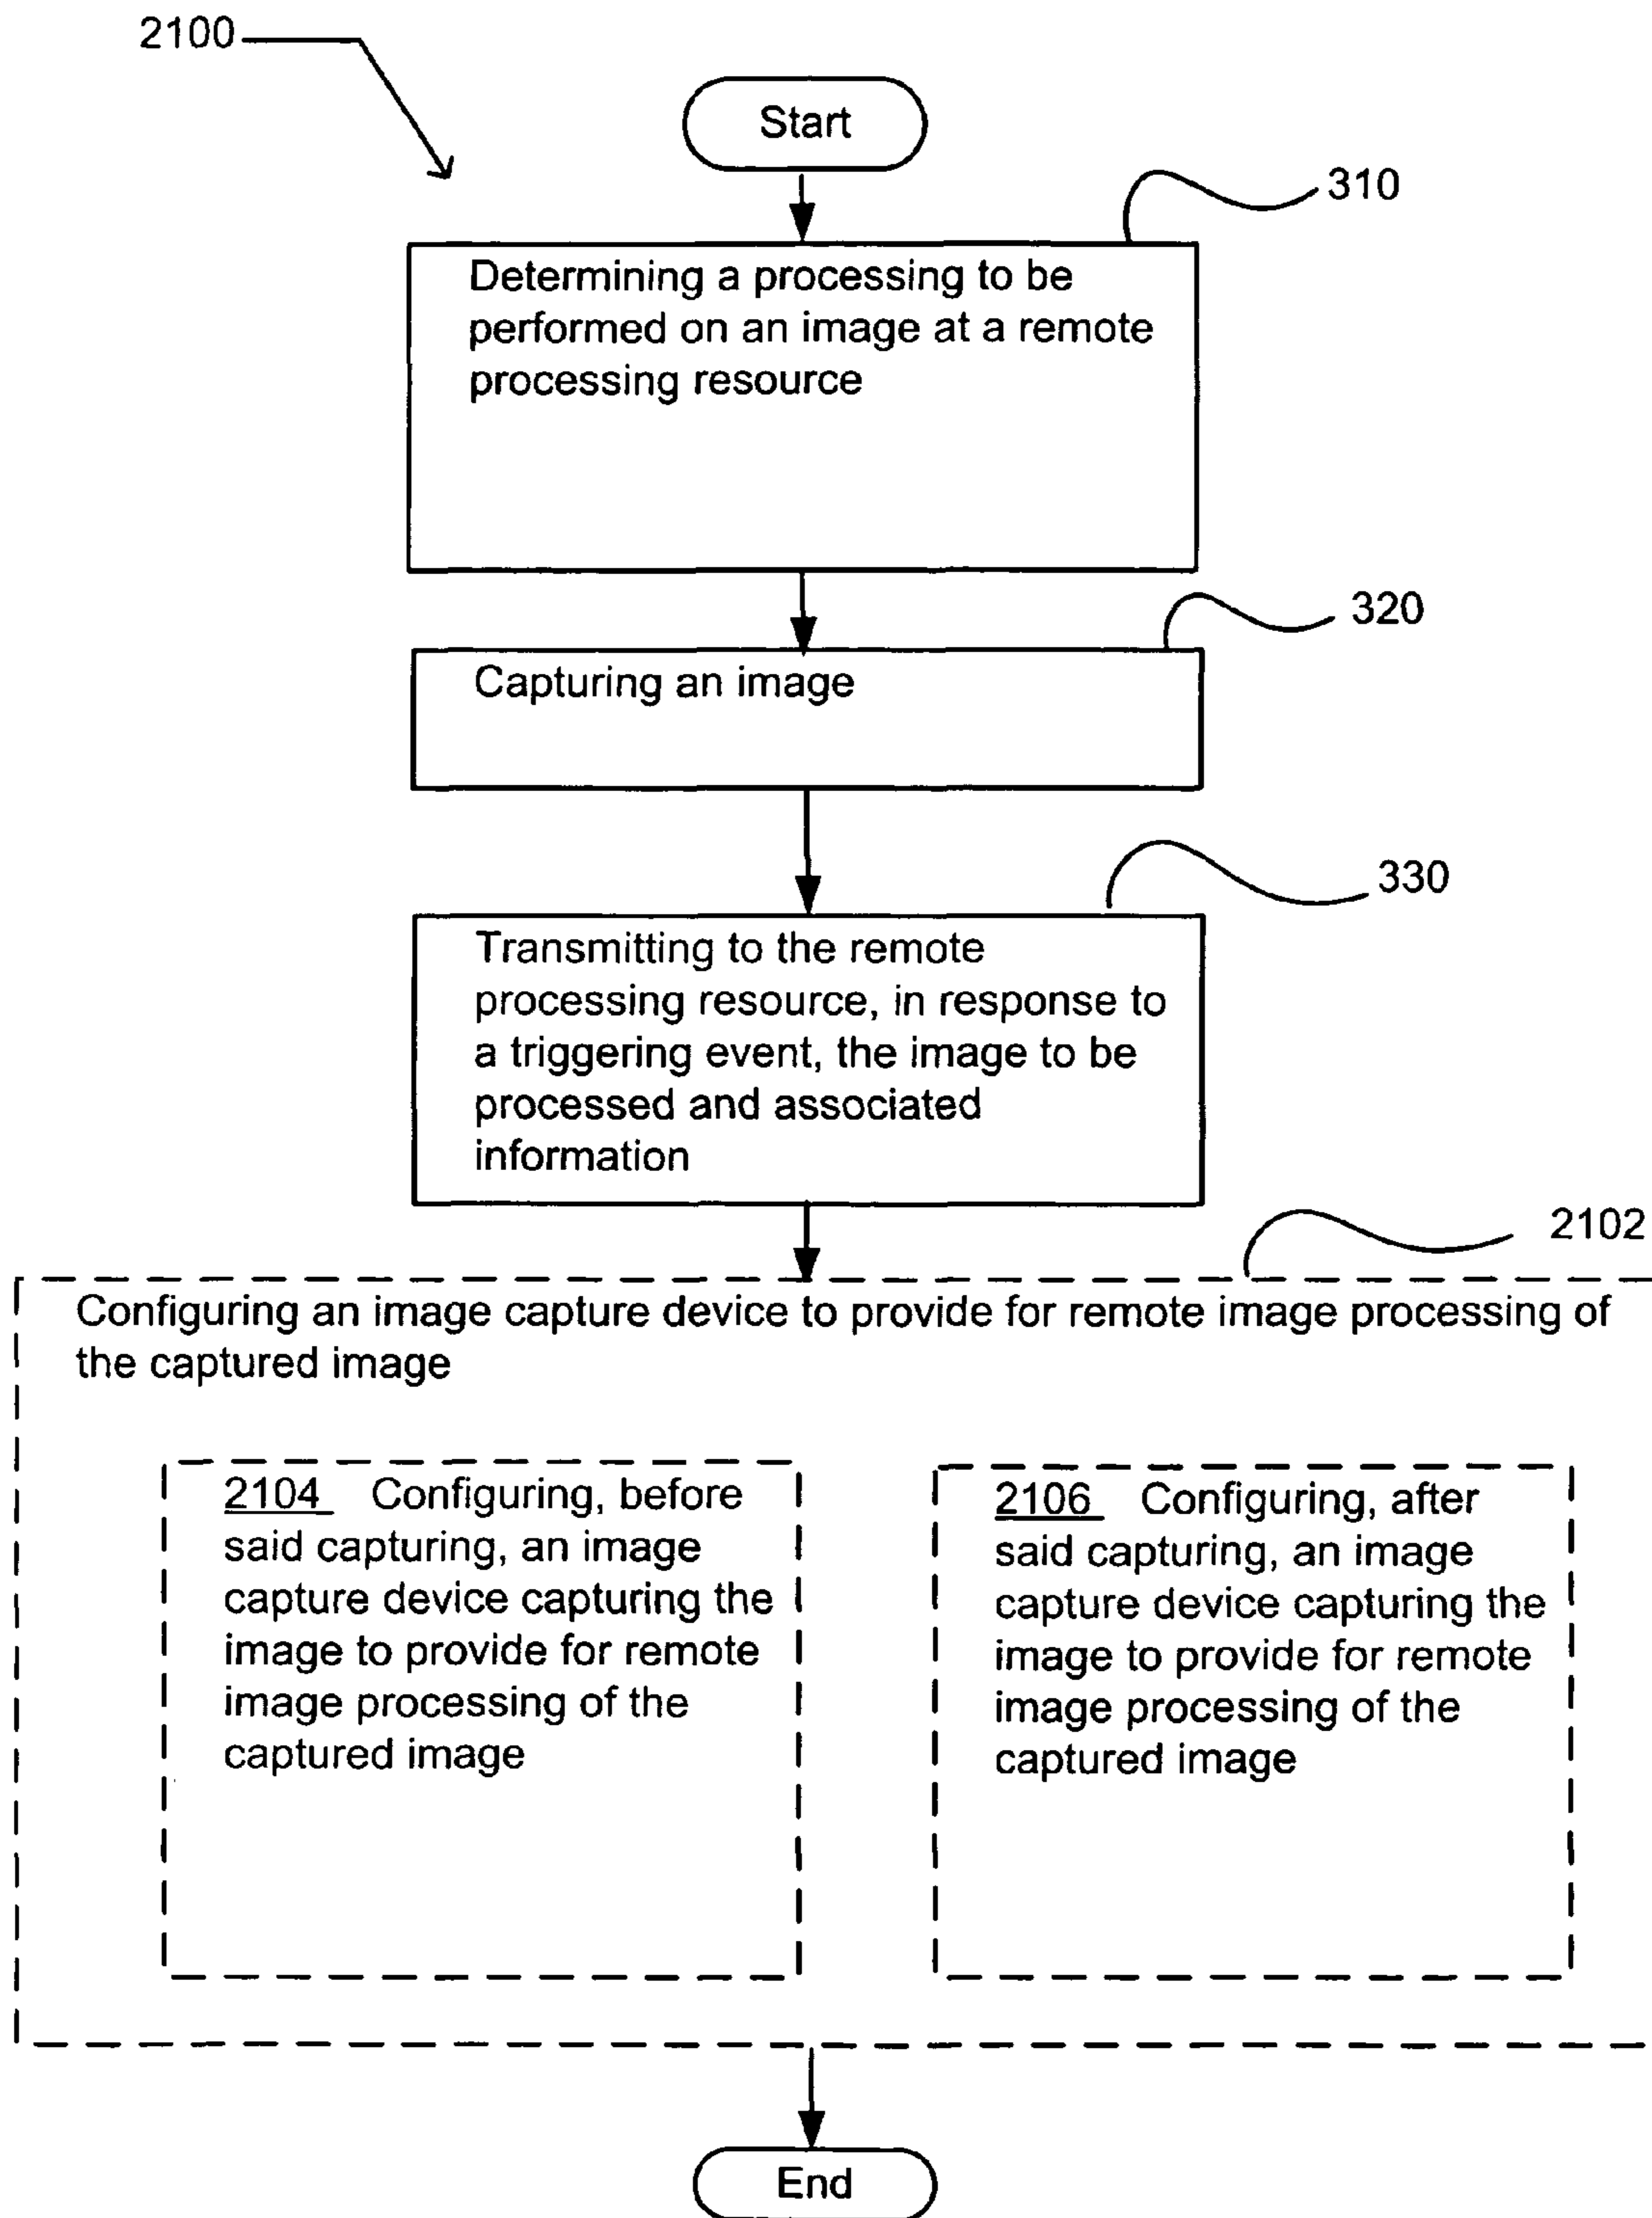 2100
Start
310
Determining a processing to be
performed on an image at a remote
processing resource
320
Capturing an image
330
Transmitting to the remote
processing resource, in response to
a triggering event, the image to be
processed and associated
information
2102
Configuring an image capture device to provide for remote image processing of
the captured image
2104 Configuring, before
said capturing, an image
capture device capturing the
image to provide for remote
image processing of the
captured image
2106 Configuring, after
said capturing, an image
capture device capturing the
image to provide for remote
image processing of the
captured image
End